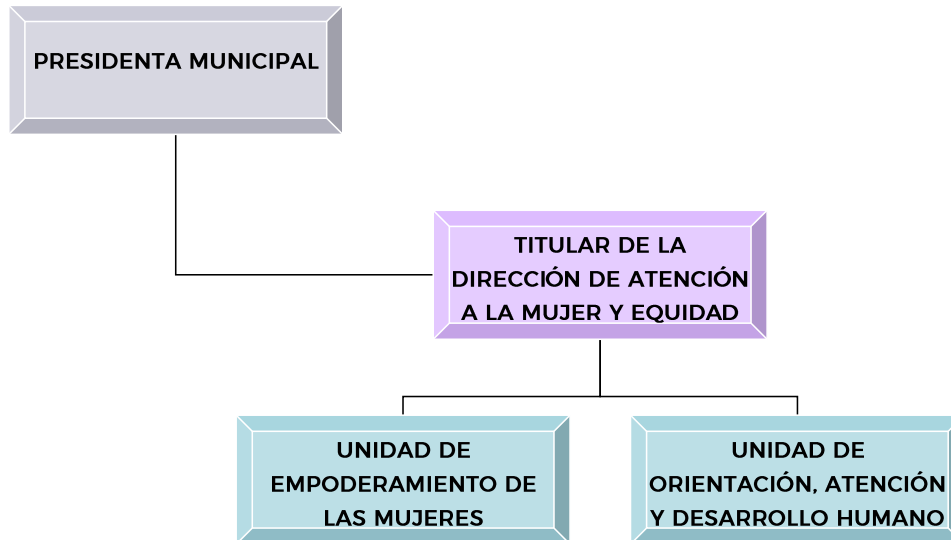 PRESIDENTA MUNICIPAL
TITULAR DE LA
DIRECCIÓN DE ATENCIÓN
A LA MUJER Y EQUIDAD
UNIDAD DE
EMPODERAMIENTO DE
LAS MUJERES
UNIDAD DE
ORIENTACIÓN, ATENCIÓN
Y DESARROLLO HUMANO